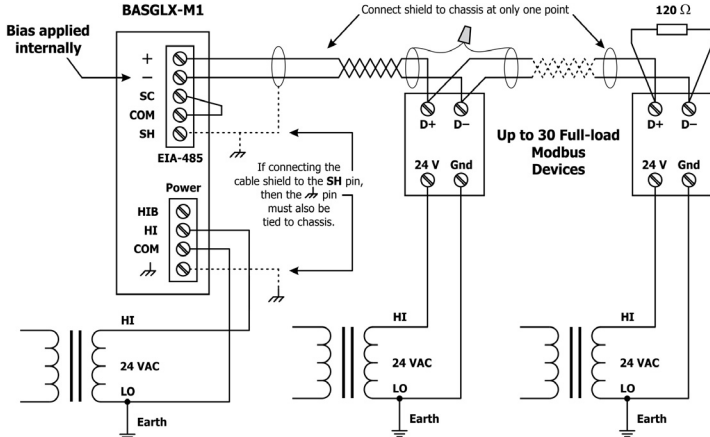 BASGLX-M1
Connect shield to chassis at only one point
120 Ω
Bias applied
internally
+
−
SC
COM
SH
EIA-485
D+ D−
D+ D−
Up to 30 Full-load
Modbus
Devices
24 V Gnd
24 V Gnd
If connecting the
cable shield to the SH pin,
then the pin
must also be
tied to chassis.
Power
HIB
HI
COM
HI
24 VAC
LO
Earth
HI
24 VAC
LO
Earth
HI
24 VAC
LO
Earth